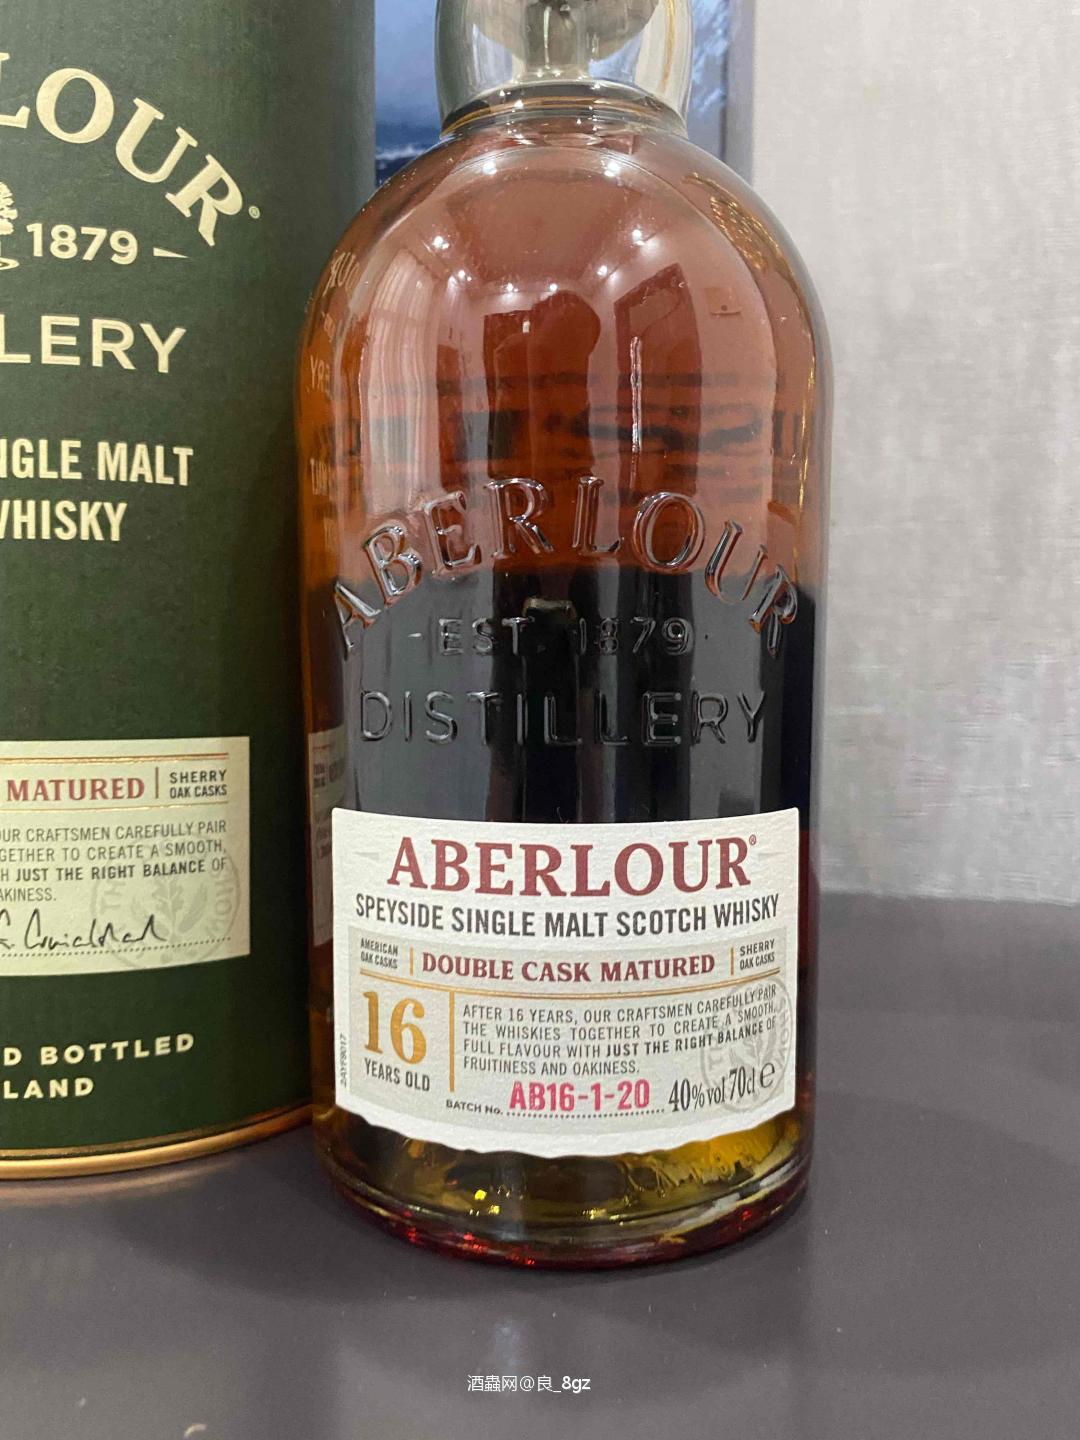 LOUR®
1879 –
LLERY
NGLE MALT
WHISKY
MATURED | SHERRY
OAK CASKS
OUR CRAFTSMEN CAREFULLY PAIR
GETHER TO CREATE A SMOOTH,
H JUST THE RIGHT BALANCE OF
AKINESS.
D BOTTLED
LAND
ABERLOUR
-EST. 1879-
DISTILLERY
ABERLOUR®
SPEYSIDE SINGLE MALT SCOTCH WHISKY
AMERICAN
OAK CASKS
DOUBLE CASK MATURED
SHERRY
OAK CASKS
16
YEARS OLD
AFTER 16 YEARS, OUR CRAFTSMEN CAREFULLY PAIR
THE WHISKIES TOGETHER TO CREATE A SMOOTH,
FULL FLAVOUR WITH JUST THE RIGHT BALANCE OF
FRUITINESS AND OAKINESS.
BATCH No. AB16-1-20 40%vol 70cl e
酒蟲网@良_8gz